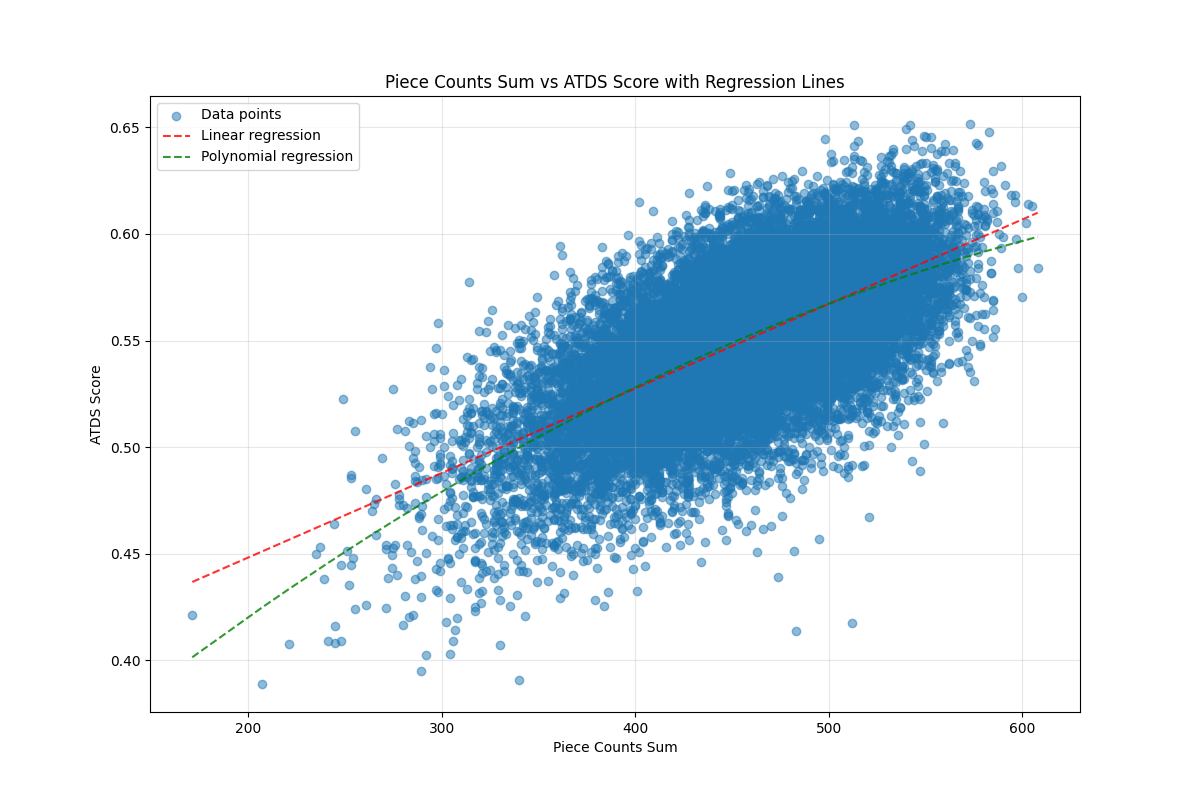 Piece Counts Sum vs ATDS Score with Regression Lines
Data points
Linear regression
Polynomial regression
0.65
0.60
0.55
0.50
0.45
0.40
ATDS Score
200 300 400 500 600
Piece Counts Sum